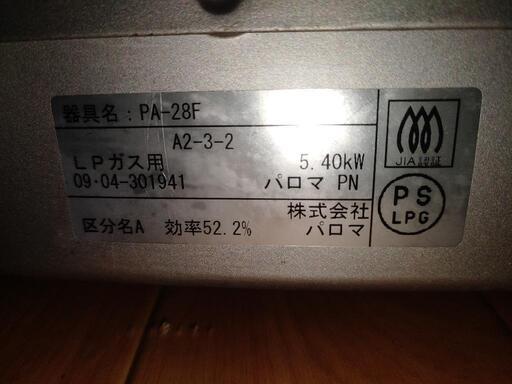 器具名：PA-28F
A2-3-2
LPガス用 5.40kW
09・04-301941 パロマ PN
区分名A 効率52.2% 株式会社
パロマ
JIA認証
PS
LPG